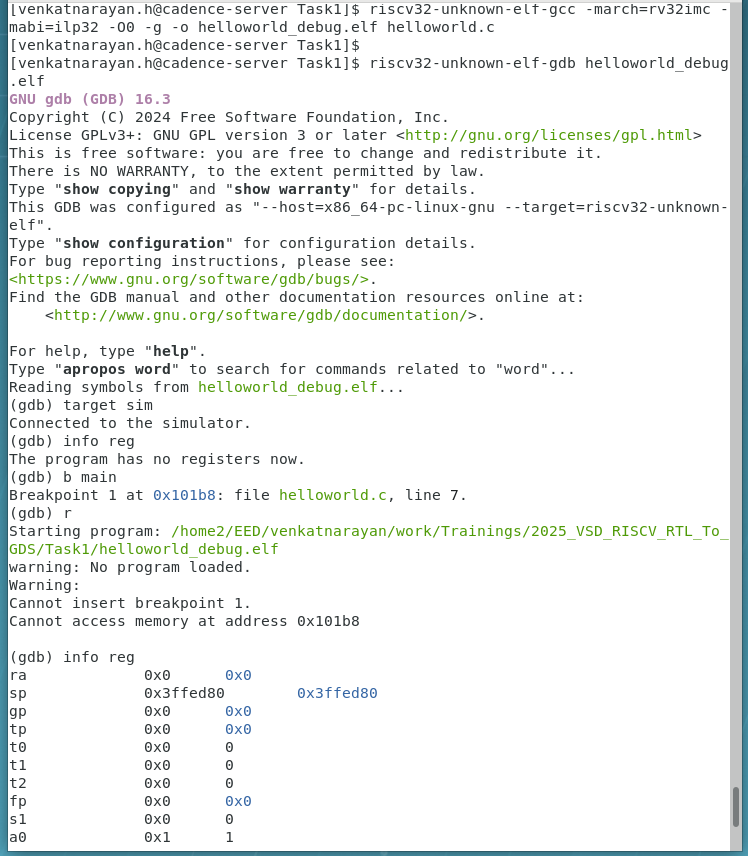 [venkatnarayan.h@cadence-server Task1]$ riscv32-unknown-elf-gcc -march=rv32imc -
mabi=ilp32 -O0 -g -o helloworld_debug.elf helloworld.c
[venkatnarayan.h@cadence-server Task1]$
[venkatnarayan.h@cadence-server Task1]$ riscv32-unknown-elf-gdb helloworld_debug
.elf
GNU gdb (GDB) 16.3
Copyright (C) 2024 Free Software Foundation, Inc.
License GPLv3+: GNU GPL version 3 or later <http://gnu.org/licenses/gpl.html>
This is free software: you are free to change and redistribute it.
There is NO WARRANTY, to the extent permitted by law.
Type "show copying" and "show warranty" for details.
This GDB was configured as "--host=x86_64-pc-linux-gnu --target=riscv32-unknown-
elf".
Type "show configuration" for configuration details.
For bug reporting instructions, please see:
<https://www.gnu.org/software/gdb/bugs/>.
Find the GDB manual and other documentation resources online at:
    <http://www.gnu.org/software/gdb/documentation/>.

For help, type "help".
Type "apropos word" to search for commands related to "word"...
Reading symbols from helloworld_debug.elf...
(gdb) target sim
Connected to the simulator.
(gdb) info reg
The program has no registers now.
(gdb) b main
Breakpoint 1 at 0x101b8: file helloworld.c, line 7.
(gdb) r
Starting program: /home2/EED/venkatnarayan/work/Trainings/2025_VSD_RISCV_RTL_To_
GDS/Task1/helloworld_debug.elf
warning: No program loaded.
Warning:
Cannot insert breakpoint 1.
Cannot access memory at address 0x101b8

(gdb) info reg
ra             0x0      0x0
sp             0x3ffed80        0x3ffed80
gp             0x0      0x0
tp             0x0      0x0
t0             0x0      0
t1             0x0      0
t2             0x0      0
fp             0x0      0x0
s1             0x0      0
a0             0x1      1